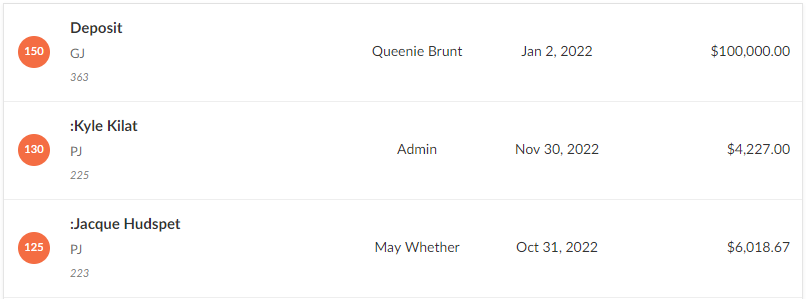 150 Deposit
GJ
363
Queenie Brunt Jan 2, 2022 $100,000.00
130 :Kyle Kilat
PJ
225
Admin Nov 30, 2022 $4,227.00
125 :Jacque Hudspet
PJ
223
May Whether Oct 31, 2022 $6,018.67